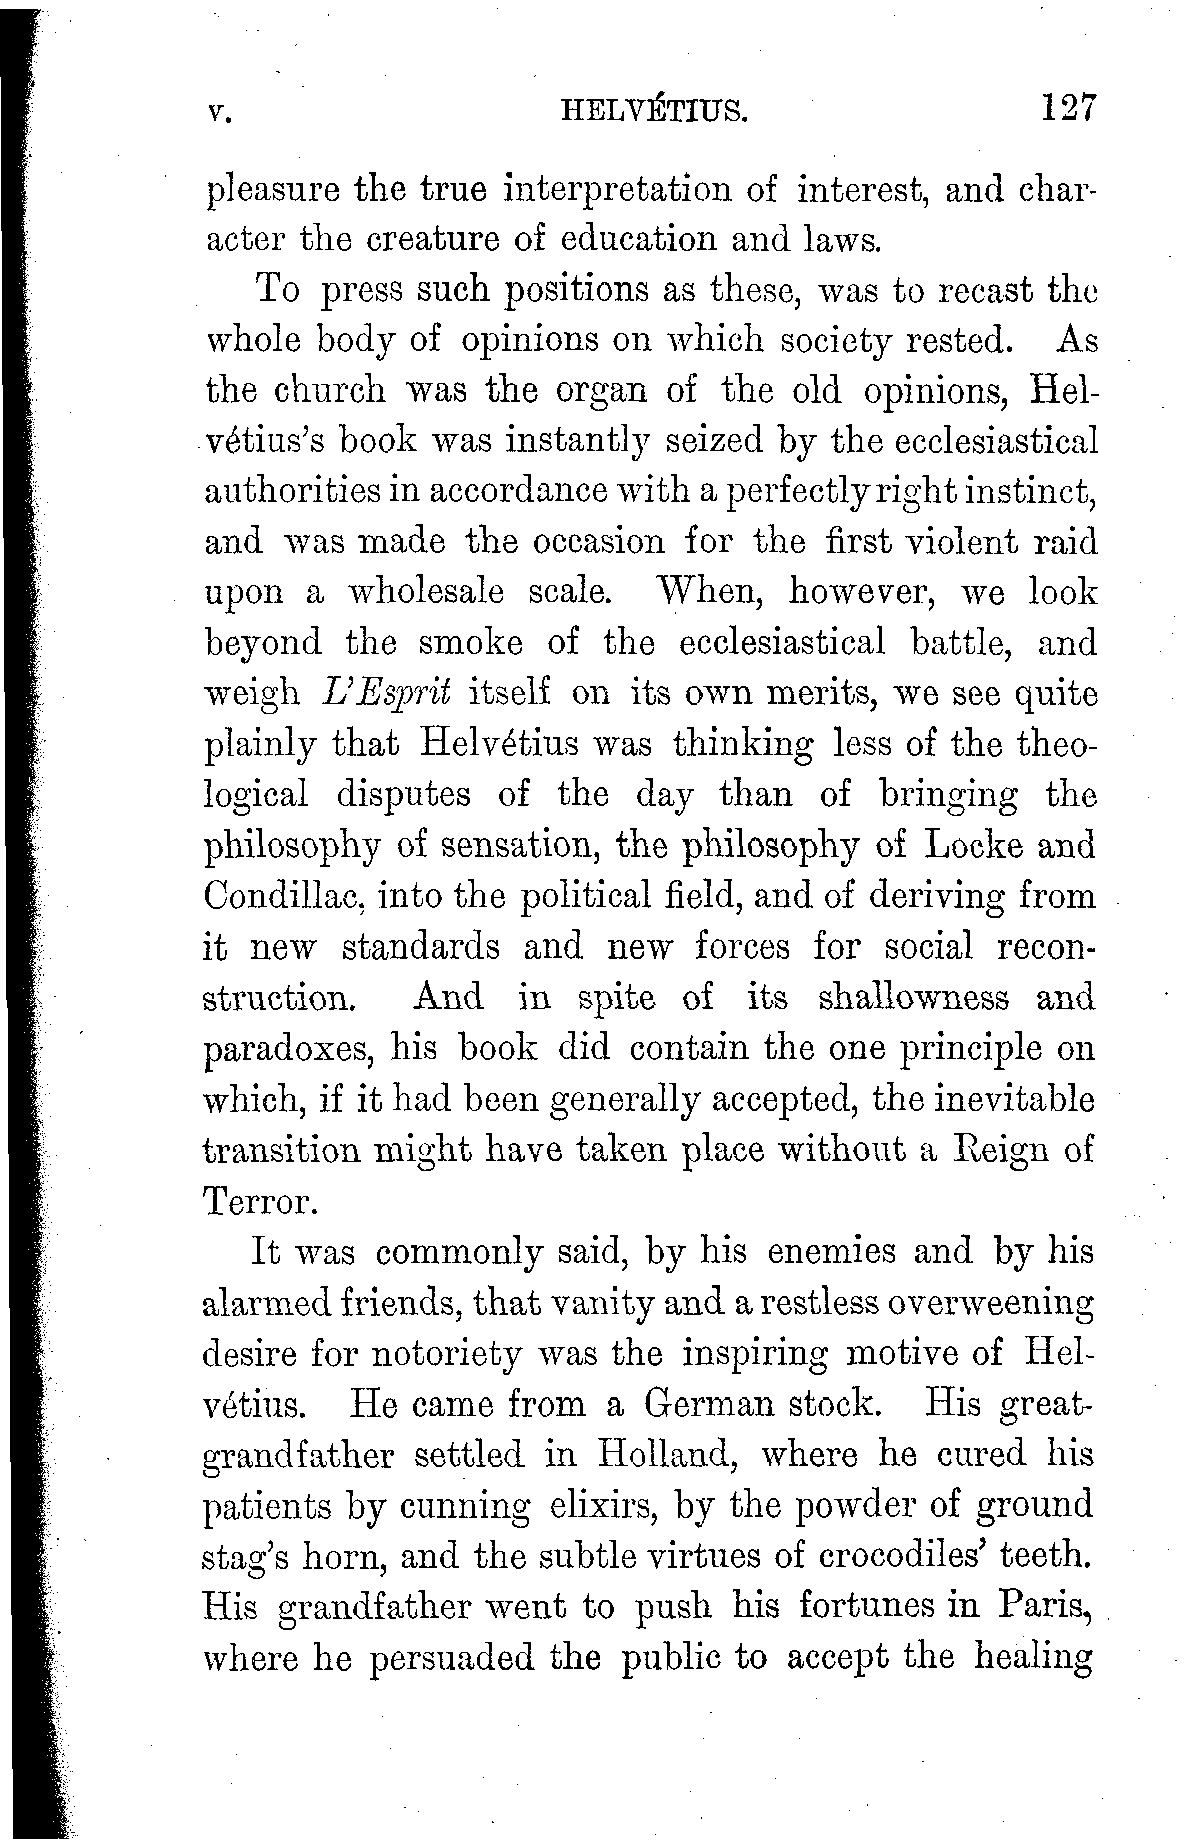 v. HELVÉTIUS. 127
pleasure the true interpretation of interest, and char-
acter the creature of education and laws.
To press such positions as these, was to recast the
whole body of opinions on which society rested. As
the church was the organ of the old opinions, Hel-
vétius's book was instantly seized by the ecclesiastical
authorities in accordance with a perfectly right instinct,
and was made the occasion for the first violent raid
upon a wholesale scale. When, however, we look
beyond the smoke of the ecclesiastical battle, and
weigh L'Esprit itself on its own merits, we see quite
plainly that Helvétius was thinking less of the theo-
logical disputes of the day than of bringing the
philosophy of sensation, the philosophy of Locke and
Condillac, into the political field, and of deriving from
it new standards and new forces for social recon-
struction. And in spite of its shallowness and
paradoxes, his book did contain the one principle on
which, if it had been generally accepted, the inevitable
transition might have taken place without a Reign of
Terror.
It was commonly said, by his enemies and by his
alarmed friends, that vanity and a restless overweening
desire for notoriety was the inspiring motive of Hel-
vétius. He came from a German stock. His great-
grandfather settled in Holland, where he cured his
patients by cunning elixirs, by the powder of ground
stag's horn, and the subtle virtues of crocodiles' teeth.
His grandfather went to push his fortunes in Paris,
where he persuaded the public to accept the healing